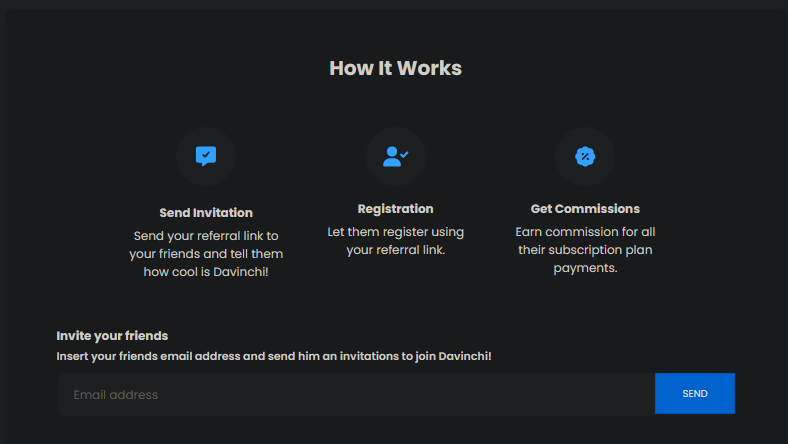 How It Works
Send Invitation
Send your referral link to
your friends and tell them
how cool is Davinchi!
Registration
Let them register using
your referral link.
Get Commissions
Earn commission for all
their subscription plan
payments.
Invite your friends
Insert your friends email address and send him an invitations to join Davinchi!
Email address
SEND